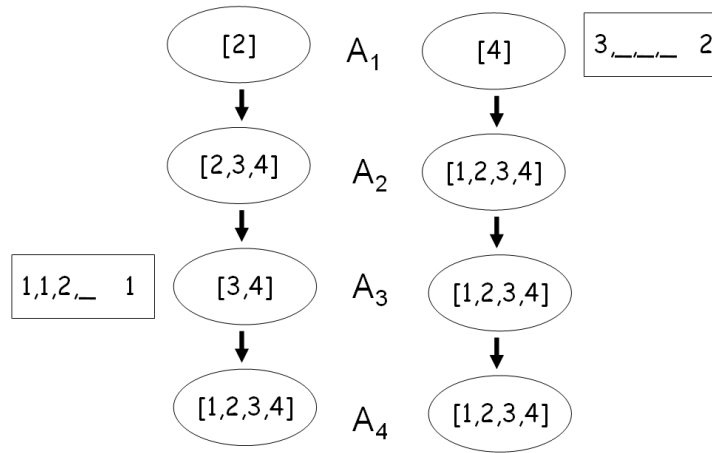 [2] A1 [4] 3,_,_,_ 2
[2,3,4] A2 [1,2,3,4]
1,1,2,_ 1 [3,4] A3 [1,2,3,4]
[1,2,3,4] A4 [1,2,3,4]